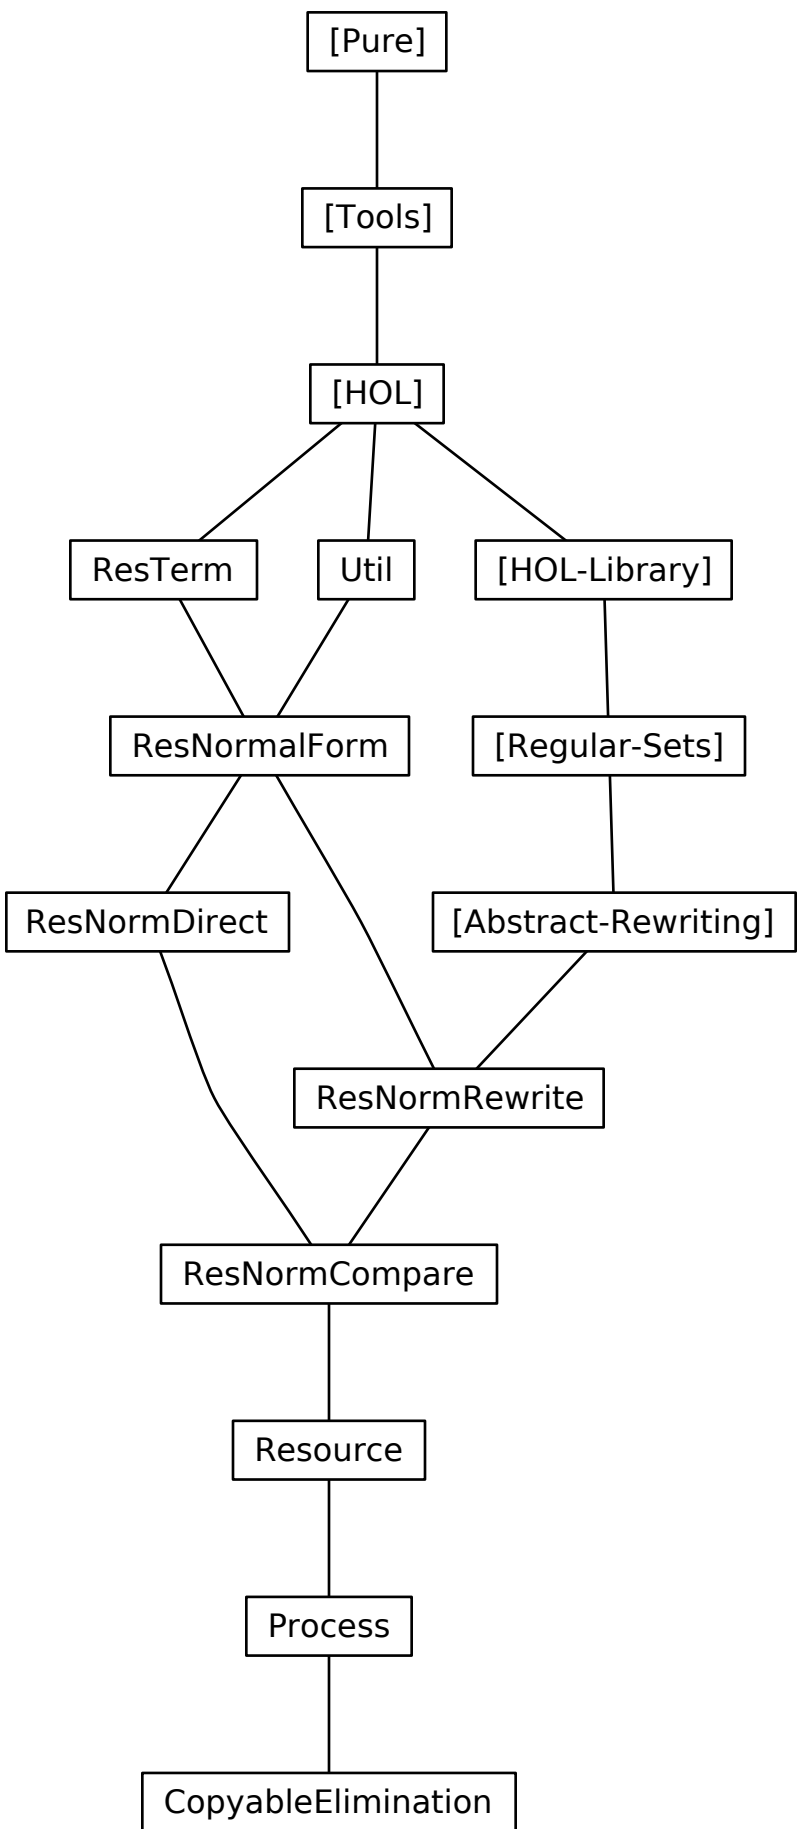 [Pure]
[Tools]
[HOL]
ResTerm
Util
[HOL-Library]
ResNormalForm
[Regular-Sets]
ResNormDirect
[Abstract-Rewriting]
ResNormRewrite
ResNormCompare
Resource
Process
CopyableElimination